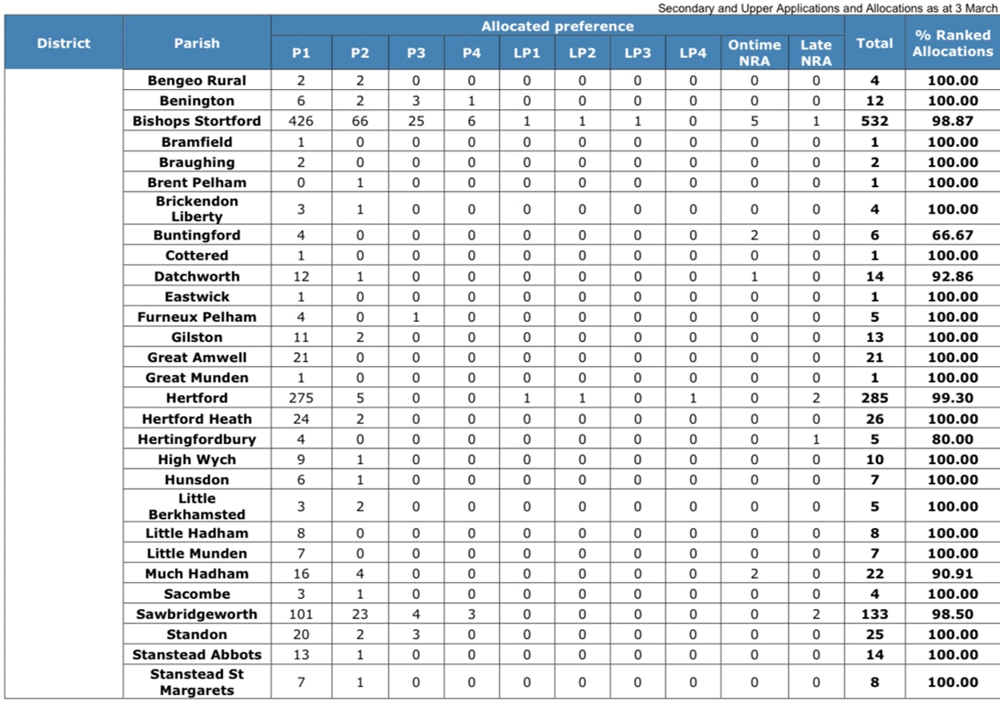 Secondary and Upper Applications and Allocations as at 3 March
District Parish Allocated preference Total % Ranked Allocations
P1 P2 P3 P4 LP1 LP2 LP3 LP4 Ontime NRA Late NRA
Bengeo Rural 2 2 0 0 0 0 0 0 0 0 4 100.00
Benington 6 2 3 1 0 0 0 0 0 0 12 100.00
Bishops Stortford 426 66 25 6 1 1 1 0 5 1 532 98.87
Bramfield 1 0 0 0 0 0 0 0 0 0 1 100.00
Braughing 2 0 0 0 0 0 0 0 0 0 2 100.00
Brent Pelham 0 1 0 0 0 0 0 0 0 0 1 100.00
Brickendon Liberty 3 1 0 0 0 0 0 0 0 0 4 100.00
Buntingford 4 0 0 0 0 0 0 0 2 0 6 66.67
Cottered 1 0 0 0 0 0 0 0 0 0 1 100.00
Datchworth 12 1 0 0 0 0 0 0 1 0 14 92.86
Eastwick 1 0 0 0 0 0 0 0 0 0 1 100.00
Furneux Pelham 4 0 1 0 0 0 0 0 0 0 5 100.00
Gilston 11 2 0 0 0 0 0 0 0 0 13 100.00
Great Amwell 21 0 0 0 0 0 0 0 0 0 21 100.00
Great Munden 1 0 0 0 0 0 0 0 0 0 1 100.00
Hertford 275 5 0 0 1 1 0 1 0 2 285 99.30
Hertford Heath 24 2 0 0 0 0 0 0 0 0 26 100.00
Hertingfordbury 4 0 0 0 0 0 0 0 0 1 5 80.00
High Wych 9 1 0 0 0 0 0 0 0 0 10 100.00
Hunsdon 6 1 0 0 0 0 0 0 0 0 7 100.00
Little Berkhamsted 3 2 0 0 0 0 0 0 0 0 5 100.00
Little Hadham 8 0 0 0 0 0 0 0 0 0 8 100.00
Little Munden 7 0 0 0 0 0 0 0 0 0 7 100.00
Much Hadham 16 4 0 0 0 0 0 0 2 0 22 90.91
Sacombe 3 1 0 0 0 0 0 0 0 0 4 100.00
Sawbridgeworth 101 23 4 3 0 0 0 0 0 2 133 98.50
Standon 20 2 3 0 0 0 0 0 0 0 25 100.00
Stanstead Abbots 13 1 0 0 0 0 0 0 0 0 14 100.00
Stanstead St Margarets 7 1 0 0 0 0 0 0 0 0 8 100.00